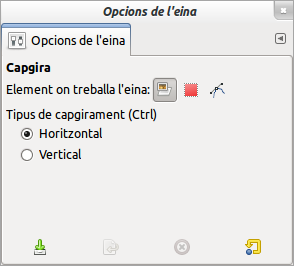 Opcions de l'eina
Opcions de l'eina
Capgira
Element on treballa l'eina:
Tipus de capgirament (Ctrl)
Horitzontal
Vertical